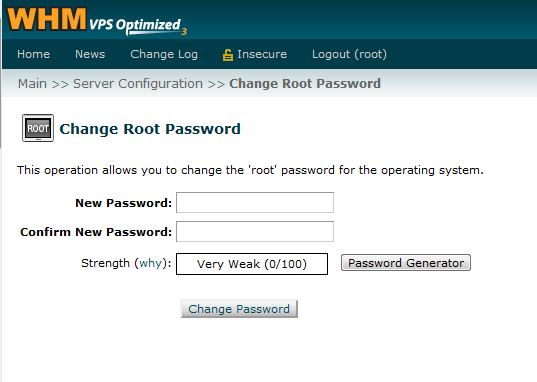 WHM VPS Optimized 3
Home News Change Log Insecure Logout (root)
Main >> Server Configuration >> Change Root Password
ROOT Change Root Password
This operation allows you to change the 'root' password for the operating system.
New Password:
Confirm New Password:
Strength (why): Very Weak (0/100) Password Generator
Change Password